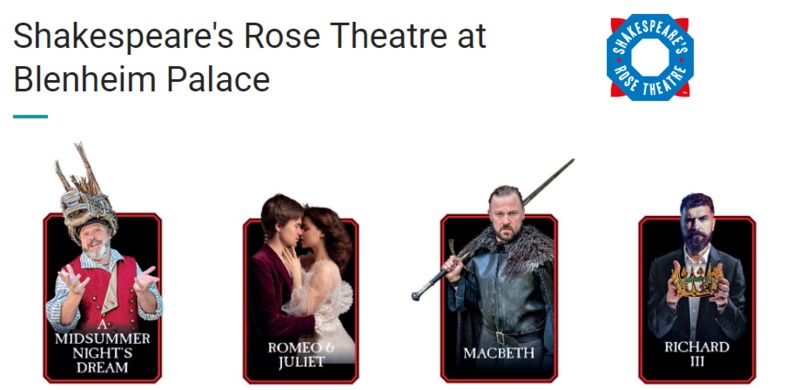 Shakespeare's Rose Theatre at
Blenheim Palace
SHAKESPEARE'S
ROSE THEATRE
A
MIDSUMMER
NIGHT'S
DREAM
ROMEO &
JULIET
MACBETH
RICHARD
III